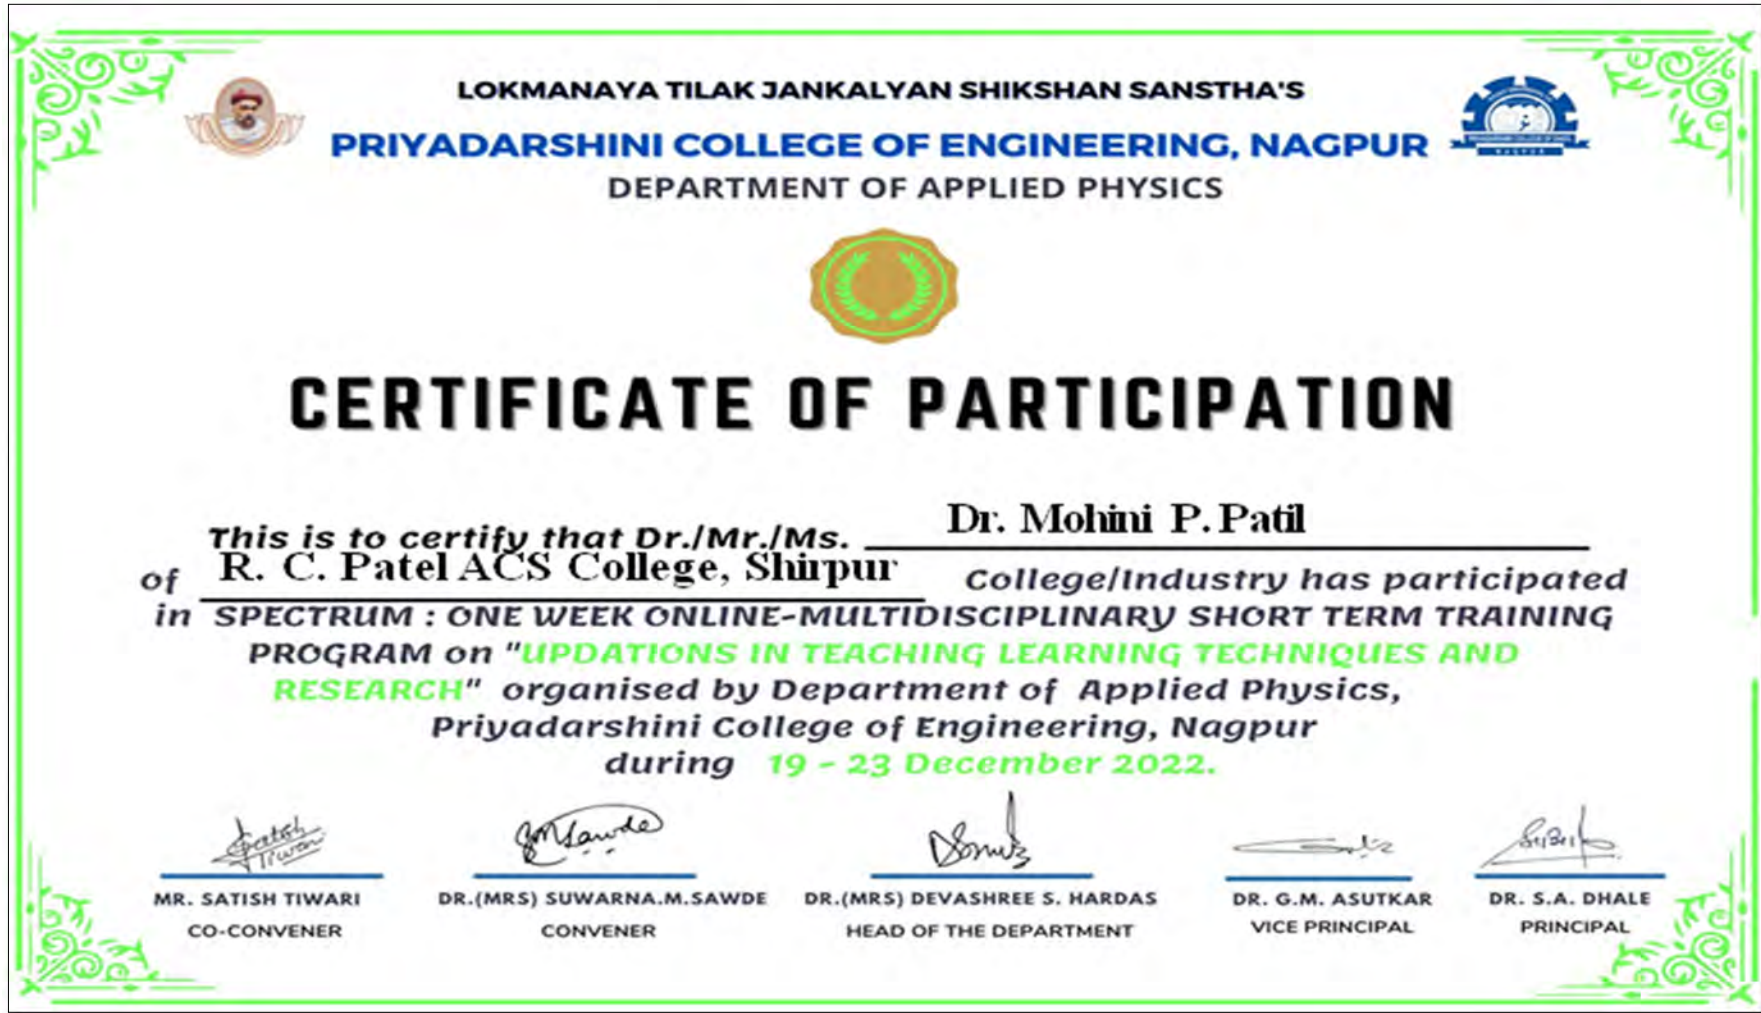 LOKMANAYA TILAK JANKALYAN SHIKSHAN SANSTHA'S
PRIYADARSHINI COLLEGE OF ENGINEERING, NAGPUR
DEPARTMENT OF APPLIED PHYSICS
NAGPUR
CERTIFICATE OF PARTICIPATION
This is to certify that Dr./Mr./Ms. Dr. Mohini P. Patil
of R. C. Patel ACS College, Shirpur College/Industry has participated
in SPECTRUM : ONE WEEK ONLINE-MULTIDISCIPLINARY SHORT TERM TRAINING
PROGRAM on "UPDATIONS IN TEACHING LEARNING TECHNIQUES AND
RESEARCH" organised by Department of Applied Physics,
Priyadarshini College of Engineering, Nagpur
during 19 - 23 December 2022.
Satish Tiwari
SMSawde
MR. SATISH TIWARI
CO-CONVENER
DR.(MRS) SUWARNA.M.SAWDE
CONVENER
DR.(MRS) DEVASHREE S. HARDAS
HEAD OF THE DEPARTMENT
DR. G.M. ASUTKAR
VICE PRINCIPAL
DR. S.A. DHALE
PRINCIPAL